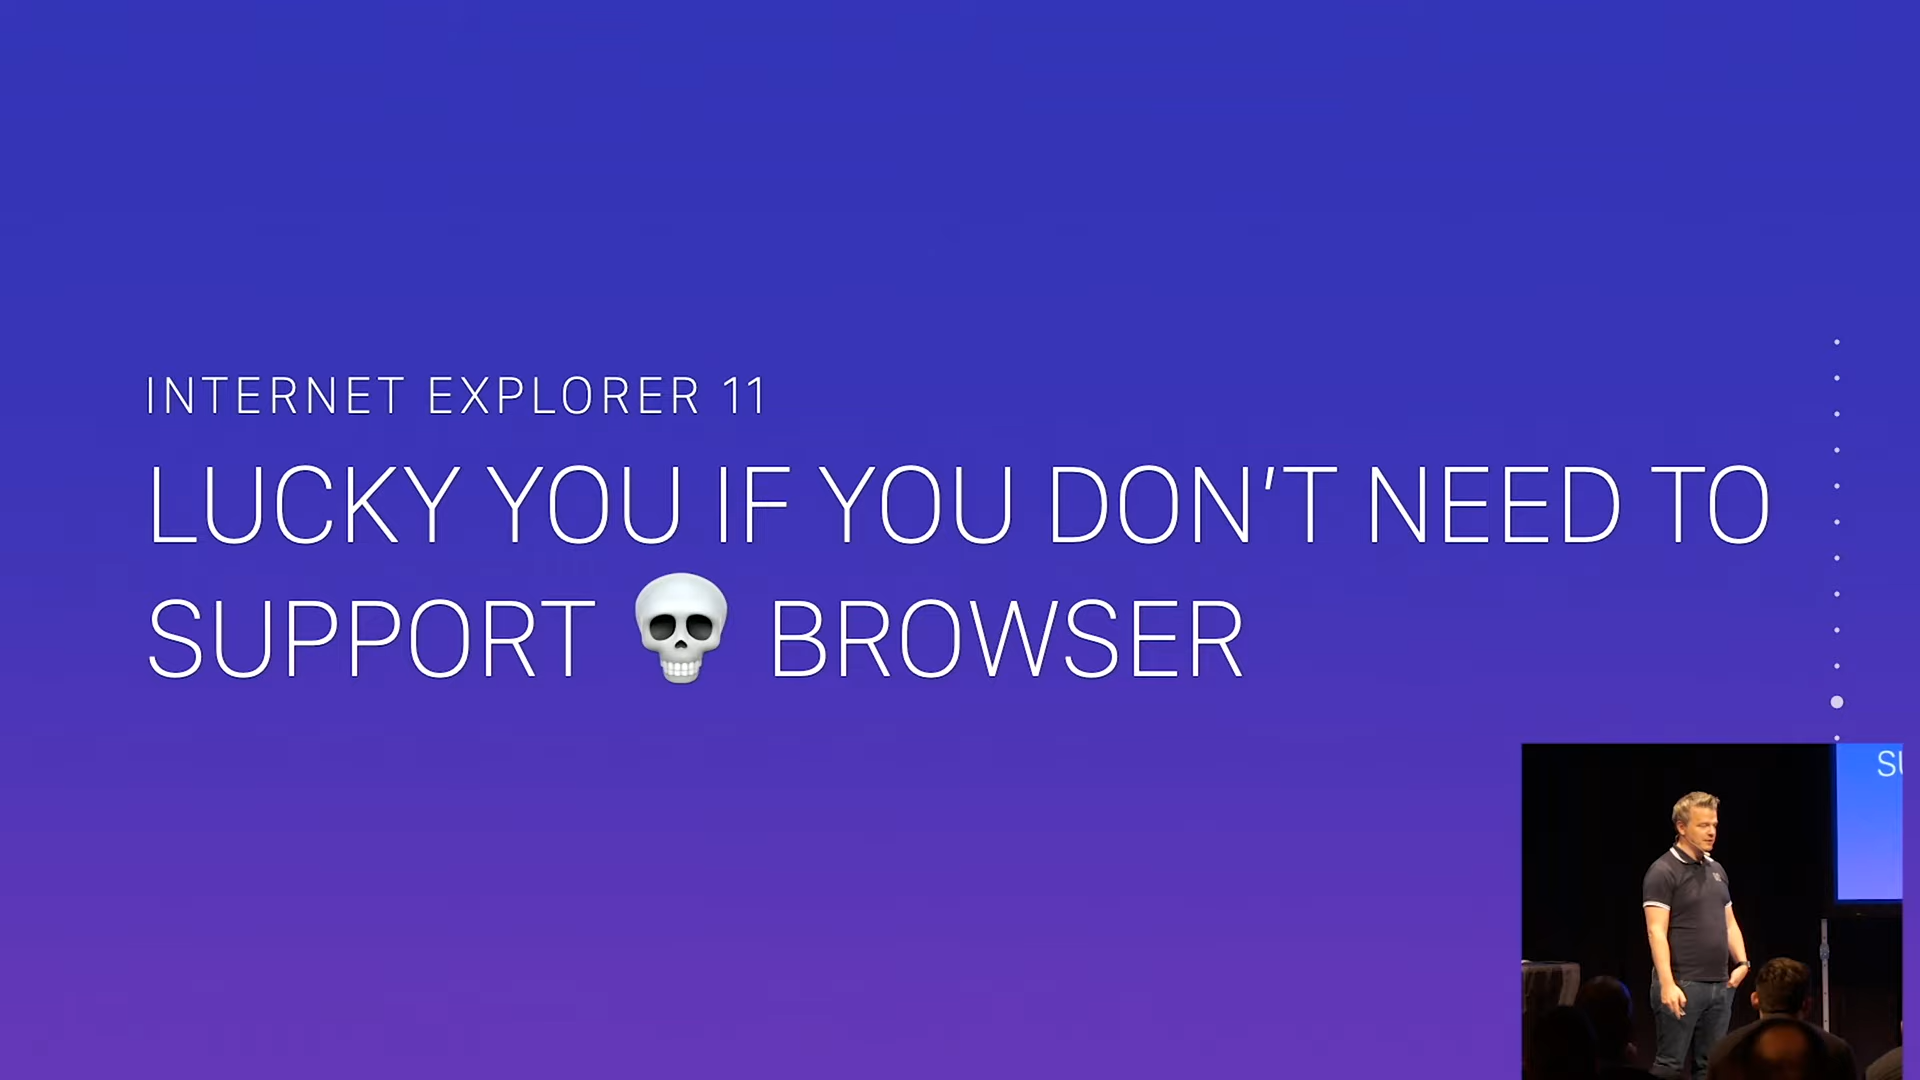 INTERNET EXPLORER 11
LUCKY YOU IF YOU DON'T NEED TO
SUPPORT 💀 BROWSER